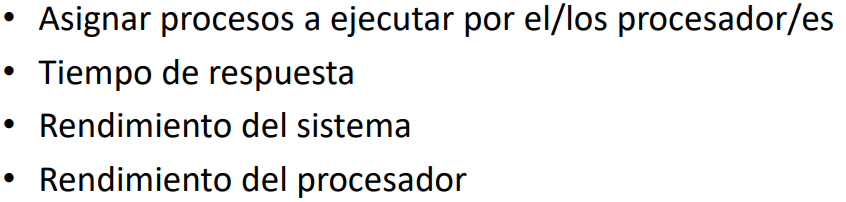 • Asignar procesos a ejecutar por el/los procesador/es
• Tiempo de respuesta
• Rendimiento del sistema
• Rendimiento del procesador